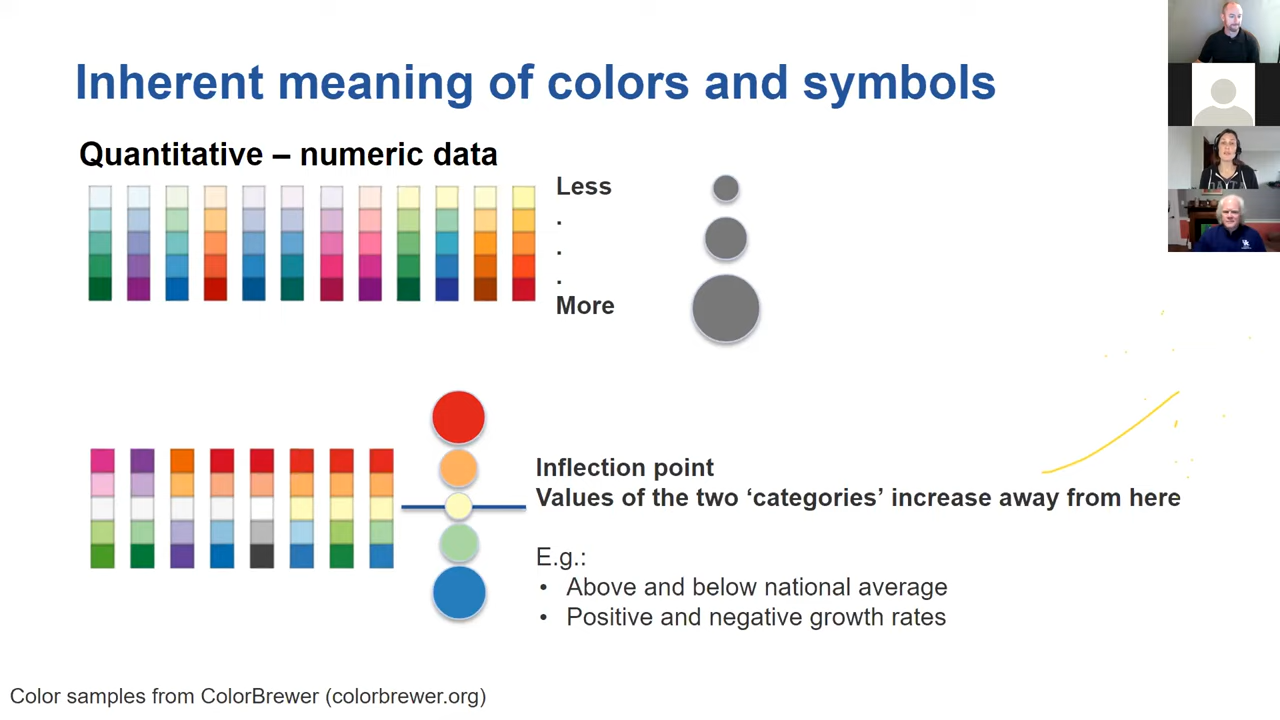 Inherent meaning of colors and symbols
Quantitative – numeric data
Less
.
.
.
More
Inflection point
Values of the two ‘categories’ increase away from here
E.g.:
• Above and below national average
• Positive and negative growth rates
Color samples from ColorBrewer (colorbrewer.org)